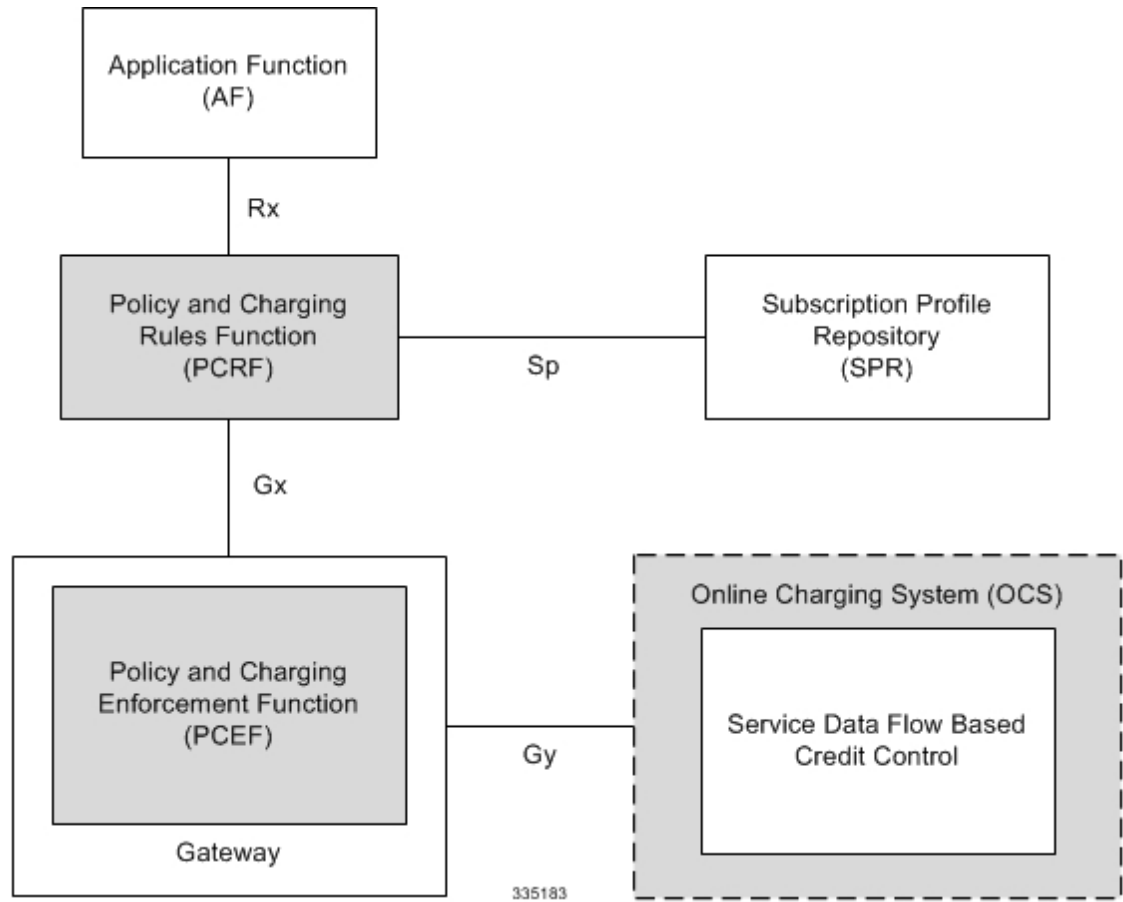 Application Function
(AF)
Rx
Policy and Charging
Rules Function
(PCRF)
Sp
Subscription Profile
Repository
(SPR)
Gx
Policy and Charging
Enforcement Function
(PCEF)
Gateway
Gy
Online Charging System (OCS)
Service Data Flow Based
Credit Control
335183